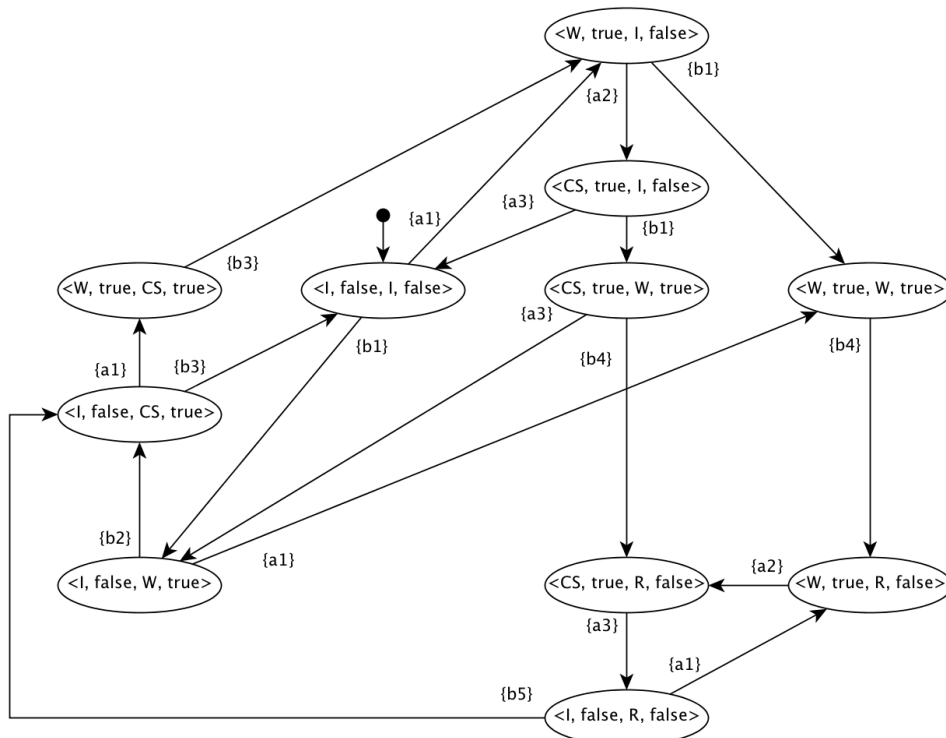 <W, true, I, false>
{b1}
{a2}
<CS, true, I, false>
{a3}
{a1}
{b1}
{b3}
<W, true, CS, true>
<I, false, I, false>
<CS, true, W, true>
<W, true, W, true>
{a3}
{b1}
{b4}
{b4}
{a1}
{b3}
<I, false, CS, true>
{b2}
{a1}
{a2}
<I, false, W, true>
<CS, true, R, false>
<W, true, R, false>
{a3}
{a1}
{b5}
<I, false, R, false>